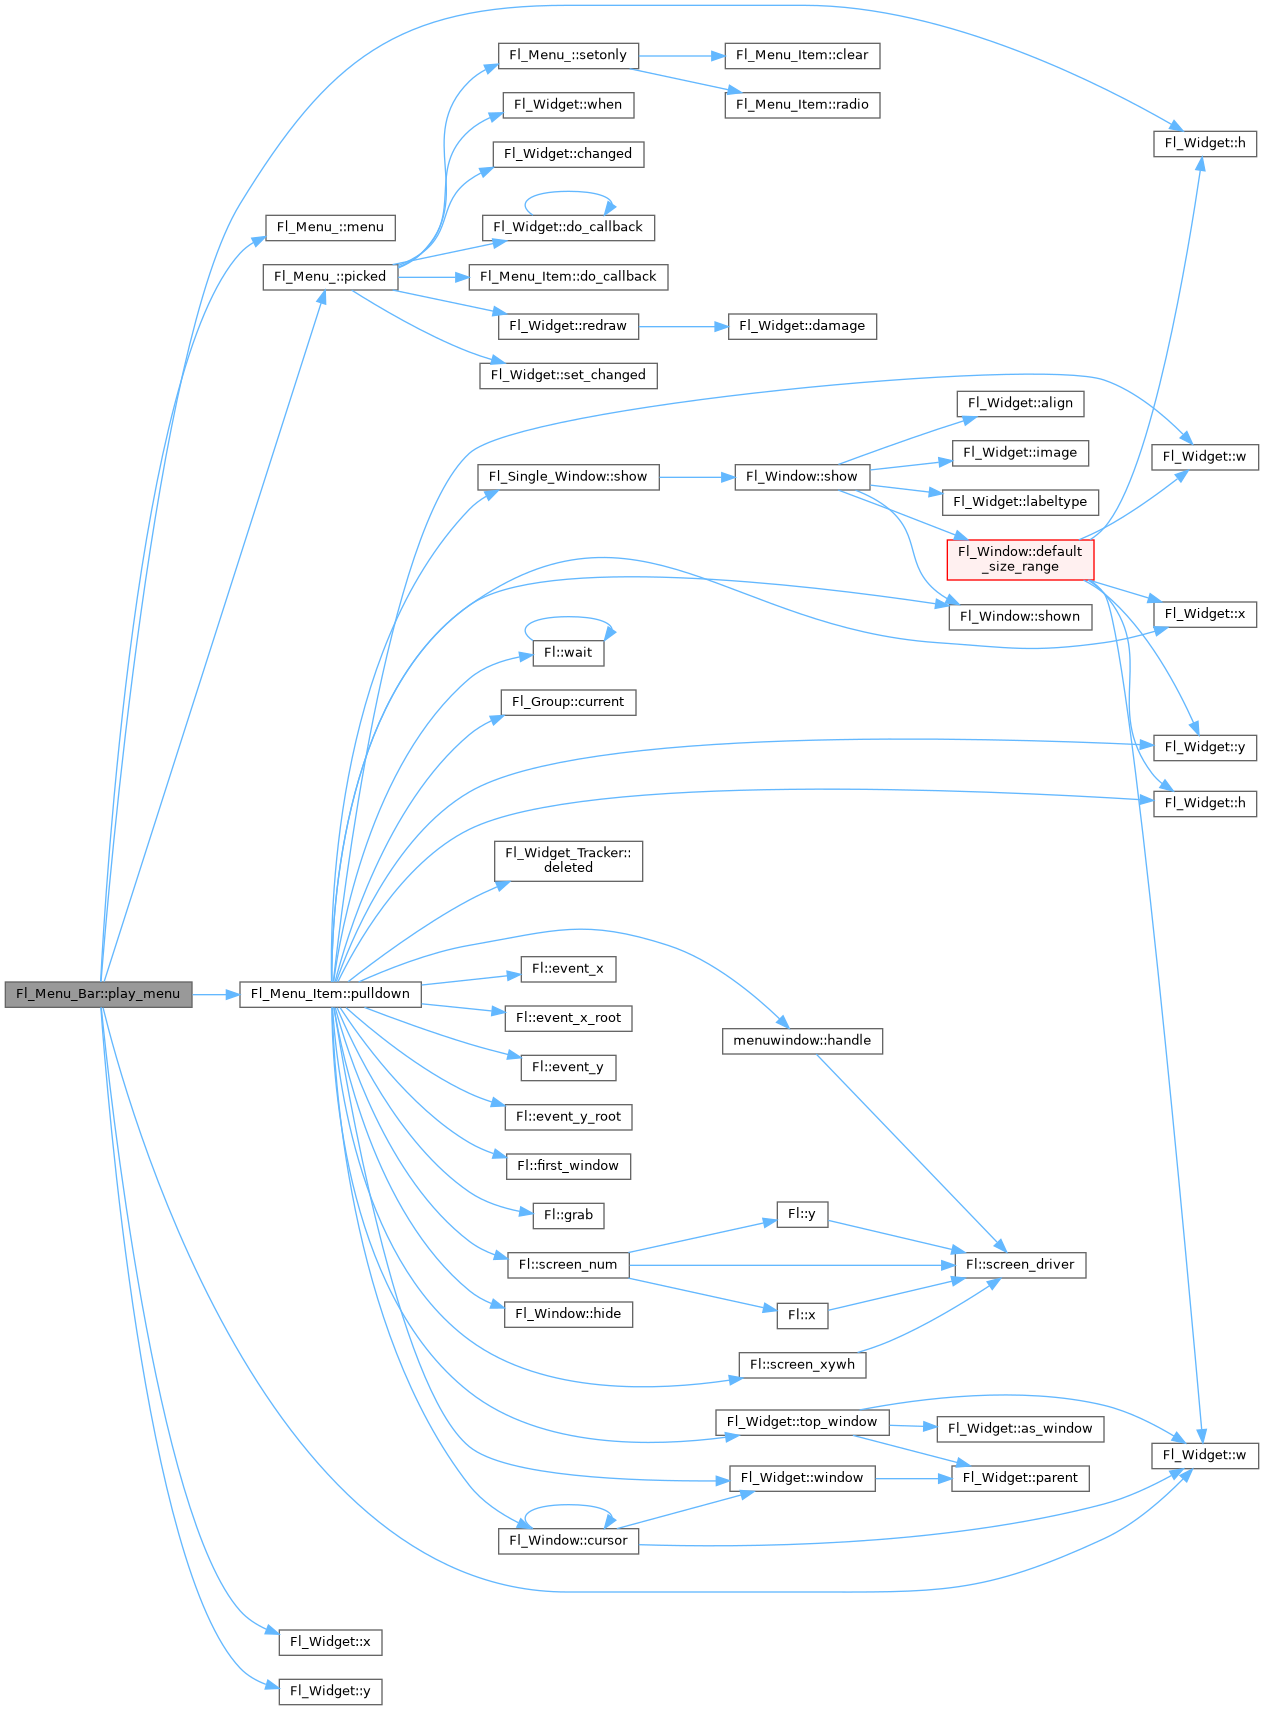 Fl_Menu_::setonly
Fl_Menu_Item::clear
Fl_Menu_Item::radio
Fl_Widget::when
Fl_Widget::h
Fl_Widget::changed
Fl_Menu_::menu
Fl_Widget::do_callback
Fl_Menu_::picked
Fl_Menu_Item::do_callback
Fl_Widget::redraw
Fl_Widget::damage
Fl_Widget::set_changed
Fl_Widget::align
Fl_Widget::image
Fl_Widget::w
Fl_Single_Window::show
Fl_Window::show
Fl_Widget::labeltype
Fl_Window::default
_size_range
Fl_Window::shown
Fl_Widget::x
Fl::wait
Fl_Group::current
Fl_Widget::y
Fl_Widget::h
Fl_Widget_Tracker::
deleted
Fl_Menu_Bar::play_menu
Fl_Menu_Item::pulldown
Fl::event_x
Fl::event_x_root
menuwindow::handle
Fl::event_y
Fl::event_y_root
Fl::first_window
Fl::grab
Fl::y
Fl::screen_num
Fl::screen_driver
Fl_Window::hide
Fl::x
Fl::screen_xywh
Fl_Widget::top_window
Fl_Widget::as_window
Fl_Widget::w
Fl_Widget::window
Fl_Widget::parent
Fl_Window::cursor
Fl_Widget::x
Fl_Widget::y